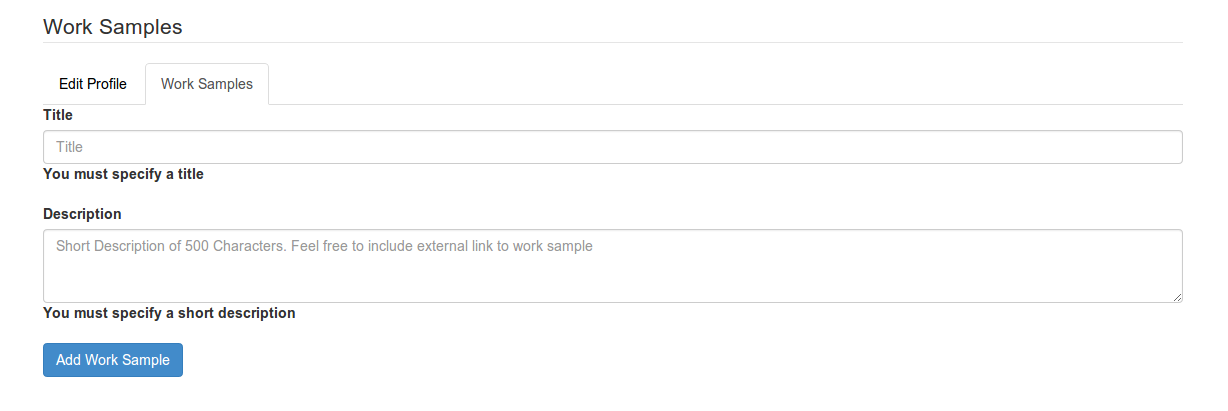 Work Samples
Edit Profile Work Samples
Title
Title
You must specify a title
Description
Short Description of 500 Characters. Feel free to include external link to work sample
You must specify a short description
Add Work Sample